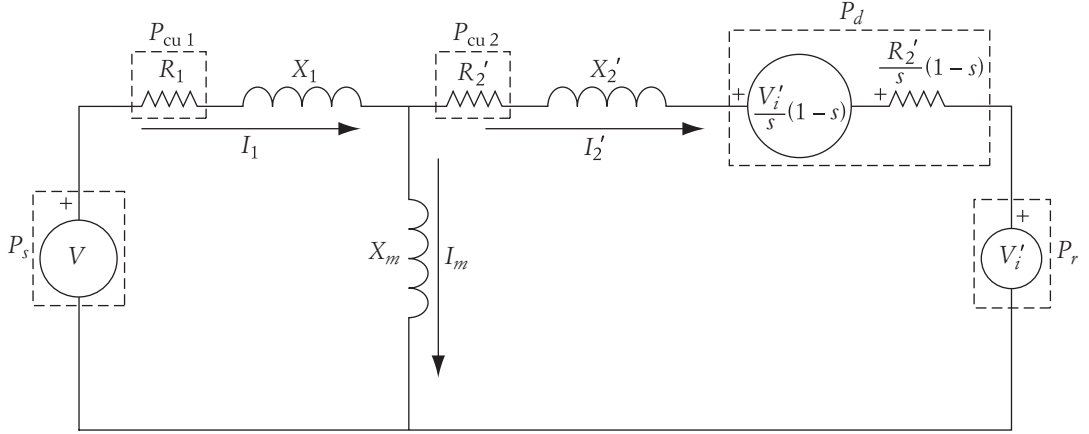 P_cu 1
R_1
X_1
I_1
P_cu 2
R_2'
X_2'
I_2'
P_d
+
V_i'/s (1 − s)
+
R_2'/s (1 − s)
P_s
+
V
X_m
I_m
+
V_i'
P_r